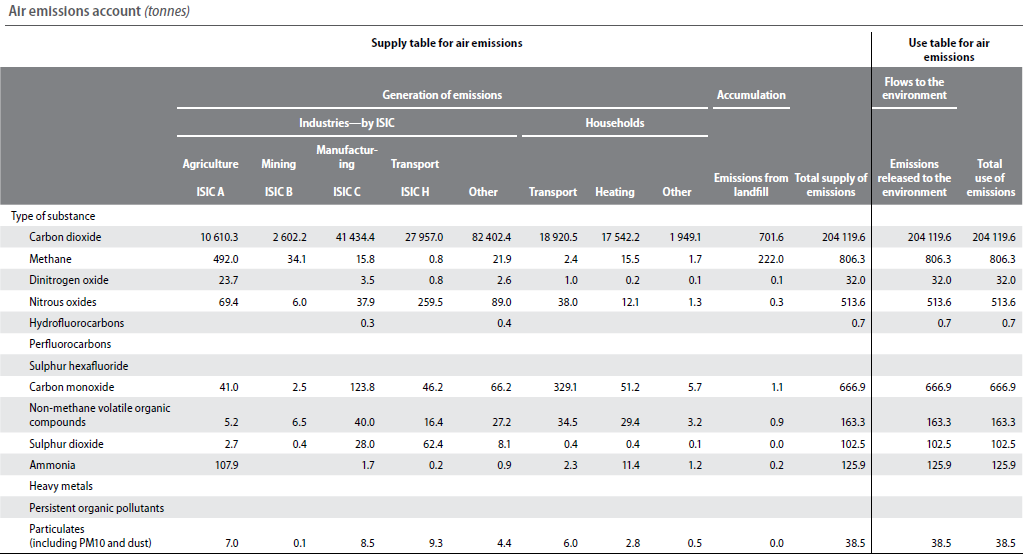 Air emissions account (tonnes)
Supply table for air emissions
Use table for air
emissions
Generation of emissions
Accumulation
Flows to the
environment
Industries—by ISIC
Households
Agriculture
ISIC A
Mining
ISIC B
Manufactur-
ing
ISIC C
Transport
ISIC H
Other
Transport
Heating
Other
Emissions from
landfill
Total supply of
emissions
Emissions
released to the
environment
Total
use of
emissions
Type of substance
Carbon dioxide 10 610.3 2 602.2 41 434.4 27 957.0 82 402.4 18 920.5 17 542.2 1 949.1 701.6 204 119.6 204 119.6 204 119.6
Methane 492.0 34.1 15.8 0.8 21.9 2.4 15.5 1.7 222.0 806.3 806.3 806.3
Dinitrogen oxide 23.7 3.5 0.8 2.6 1.0 0.2 0.1 0.1 32.0 32.0 32.0
Nitrous oxides 69.4 6.0 37.9 259.5 89.0 38.0 12.1 1.3 0.3 513.6 513.6 513.6
Hydrofluorocarbons 0.3 0.4 0.7 0.7 0.7
Perfluorocarbons
Sulphur hexafluoride
Carbon monoxide 41.0 2.5 123.8 46.2 66.2 329.1 51.2 5.7 1.1 666.9 666.9 666.9
Non-methane volatile organic
compounds 5.2 6.5 40.0 16.4 27.2 34.5 29.4 3.2 0.9 163.3 163.3 163.3
Sulphur dioxide 2.7 0.4 28.0 62.4 8.1 0.4 0.4 0.1 0.0 102.5 102.5 102.5
Ammonia 107.9 1.7 0.2 0.9 2.3 11.4 1.2 0.2 125.9 125.9 125.9
Heavy metals
Persistent organic pollutants
Particulates
(including PM10 and dust) 7.0 0.1 8.5 9.3 4.4 6.0 2.8 0.5 0.0 38.5 38.5 38.5